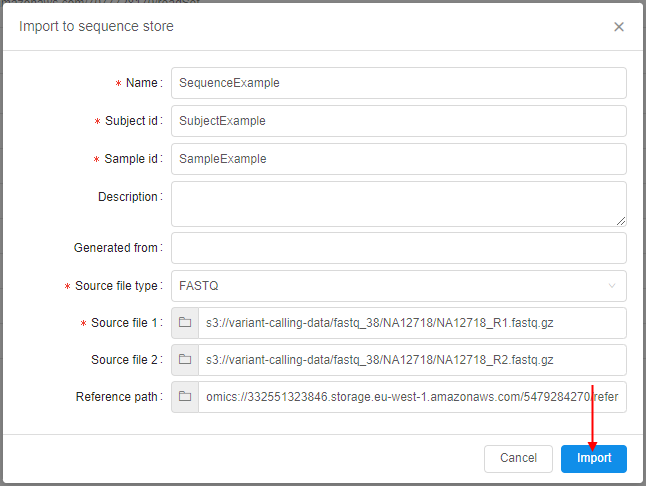 Import to sequence store
* Name : SequenceExample
* Subject id : SubjectExample
* Sample id : SampleExample
Description :
Generated from :
* Source file type : FASTQ
* Source file 1 : s3://variant-calling-data/fastq_38/NA12718/NA12718_R1.fastq.gz
Source file 2 : s3://variant-calling-data/fastq_38/NA12718/NA12718_R2.fastq.gz
Reference path : omics://332551323846.storage.eu-west-1.amazonaws.com/5479284270/refer
Cancel Import